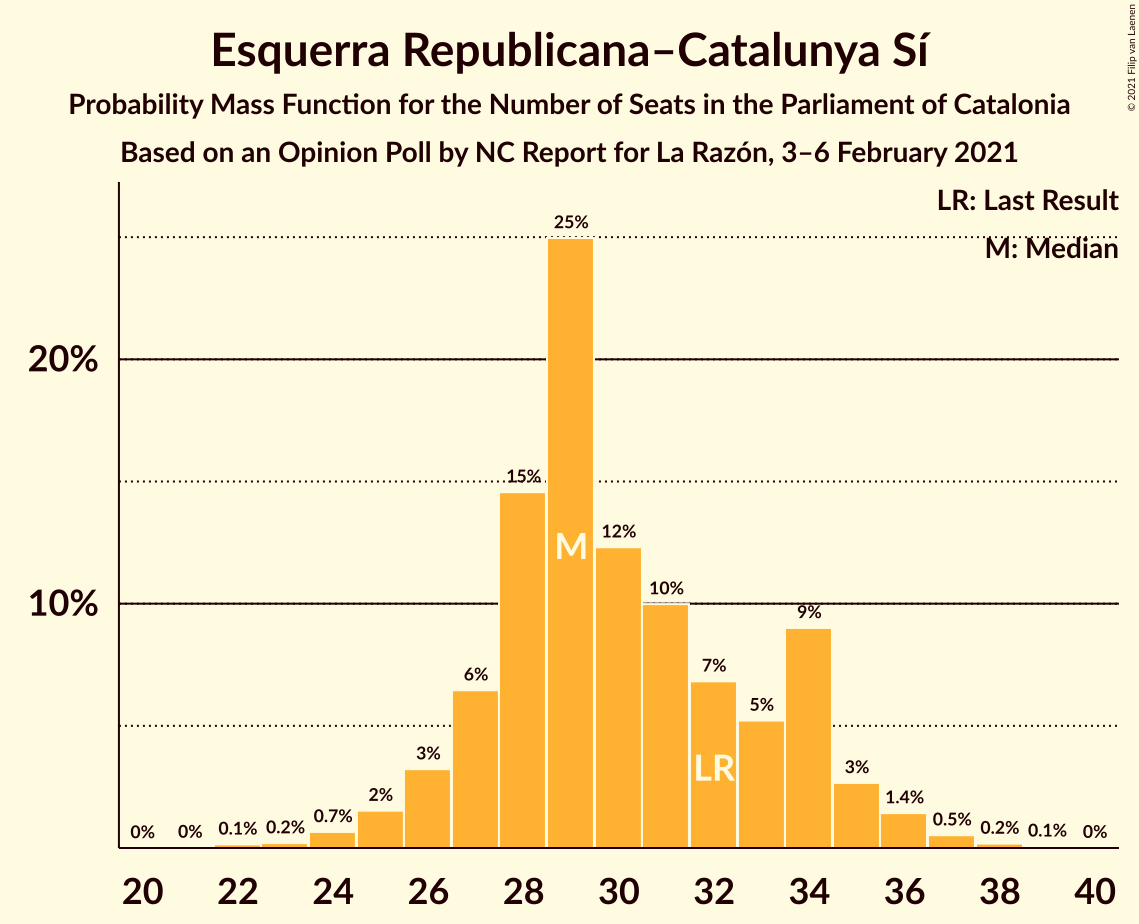 Esquerra Republicana–Catalunya Sí
Probability Mass Function for the Number of Seats in the Parliament of Catalonia
Based on an Opinion Poll by NC Report for La Razón, 3–6 February 2021
© 2021 Filip van Laenen
LR: Last Result
M: Median
20%
10%
0%
0%
0.1%
0.2%
0.7%
2%
3%
6%
15%
25%
12%
10%
7%
5%
9%
3%
1.4%
0.5%
0.2%
0.1%
0%
M
LR
20 22 24 26 28 30 32 34 36 38 40